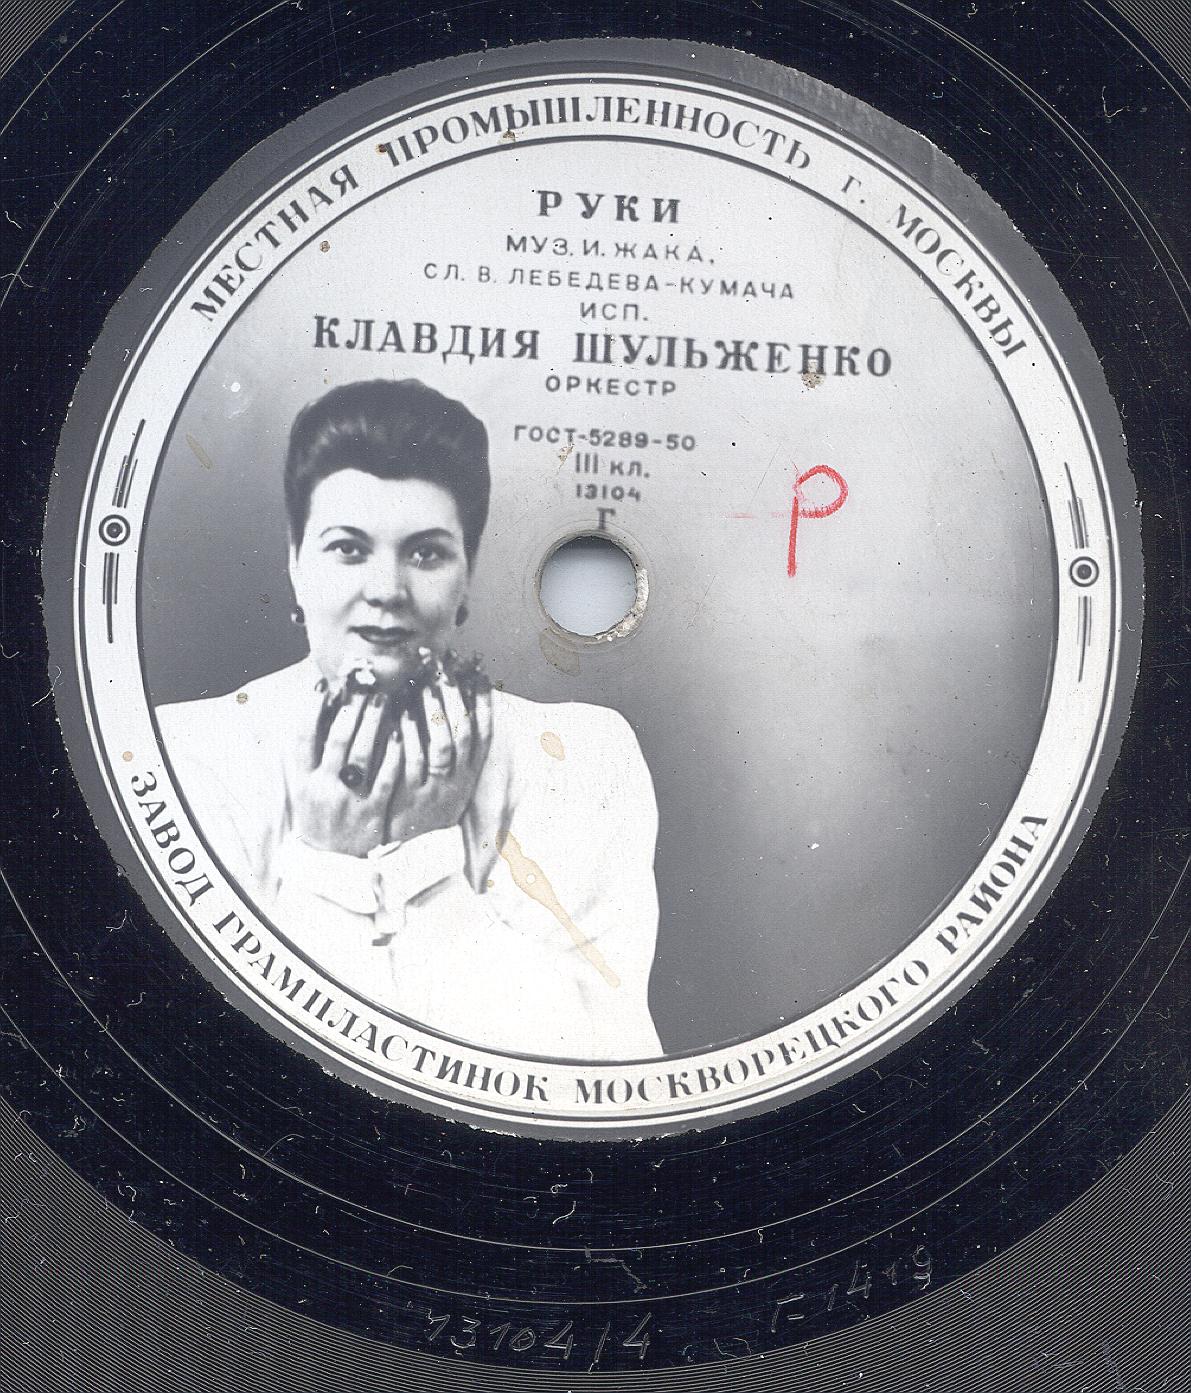 МЕСТНАЯ ПРОМЫШЛЕННОСТЬ г. МОСКВЫ
РУКИ
МУЗ. И. ЖАКА,
СЛ. В. ЛЕБЕДЕВА-КУМАЧА
ИСП.
КЛАВДИЯ ШУЛЬЖЕНКО
ОРКЕСТР
ГОСТ-5289-50
III кл.
13104
Г
Р
ЗАВОД ГРАМПЛАСТИНОК МОСКВОРЕЦКОГО РАЙОНА
13104/4 Г-1419